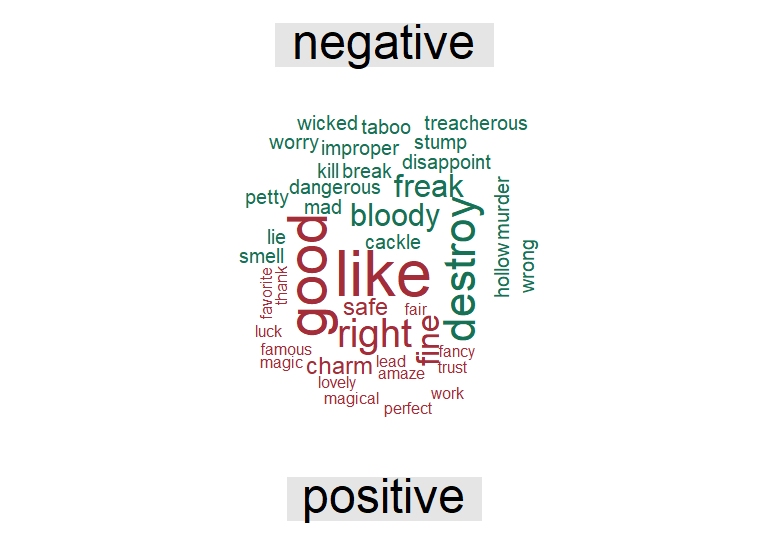 negative
wicked taboo treacherous
worry improper stump
kill break disappoint
petty dangerous freak
mad bloody
lie cackle
smell
destroy
hollow murder
wrong
good
like
favorite thank
safe fair
luck right fine
famous fancy
magic charm lead trust
lovely amaze
magical work
perfect
positive